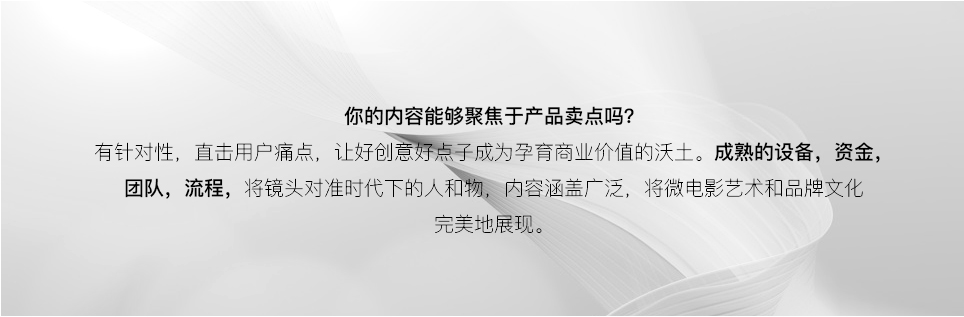 你的内容能够聚焦于产品卖点吗？
有针对性，直击用户痛点，让好创意好点子成为孕育商业价值的沃土。成熟的设备，资金，
团队，流程，将镜头对准时代下的人和物，内容涵盖广泛，将微电影艺术和品牌文化
完美地展现。